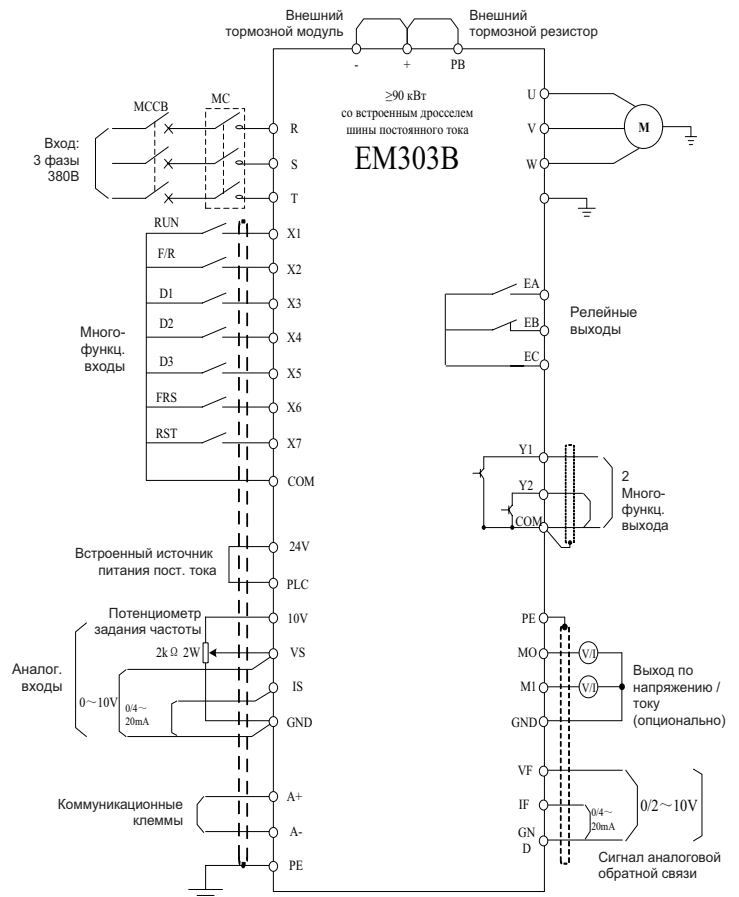 Внешний
тормозной модуль
Внешний
тормозной резистор
-
+
PB
≥90 кВт
со встроенным дросселем
шины постоянного тока
EM303B
MCCB
MC
Вход:
3 фазы
380В
R
S
T
U
V
W
M
RUN
X1
F/R
X2
D1
X3
D2
X4
D3
X5
FRS
X6
RST
X7
COM
Много-
функц.
входы
EA
EB
EC
Релейные
выходы
Y1
Y2
COM
2
Много-
функц.
выхода
Встроенный источник
питания пост. тока
24V
PLC
Потенциометр
задания частоты
2k Ω 2W
10V
VS
IS
GND
Аналог.
входы
0～10V
0/4～
20mA
PE
MO
V/I
M1
V/I
GND
Выход по
напряжению /
току
(опционально)
VF
IF
GN
D
0/4～
20mA
0/2～10V
Сигнал аналоговой
обратной связи
Коммуникационные
клеммы
A+
A-
PE